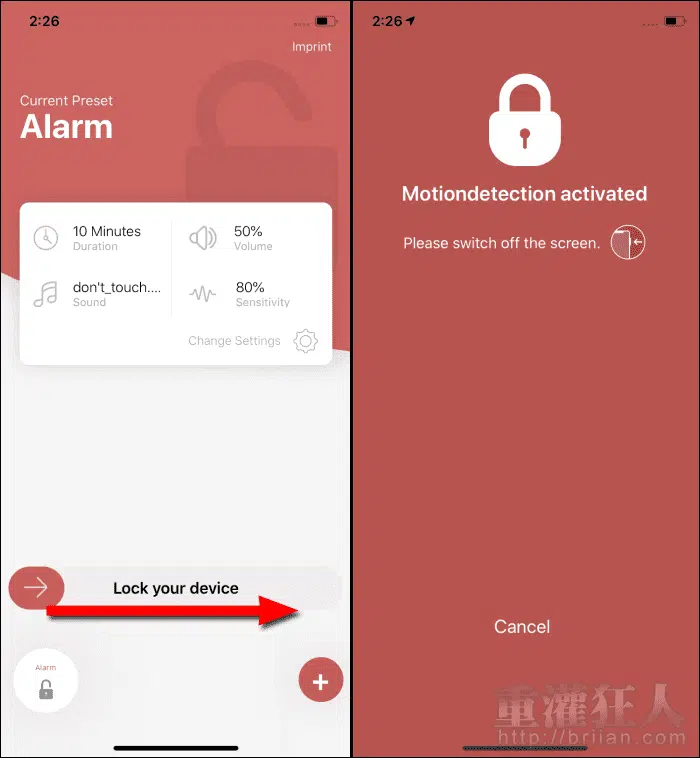 2:26
Imprint
Current Preset
Alarm
10 Minutes
Duration
50%
Volume
don't_touch....
Sound
80%
Sensitivity
Change Settings
Lock your device
Alarm
2:26
Motiondetection activated
Please switch off the screen.
Cancel
重灌狂人
http://briian.com